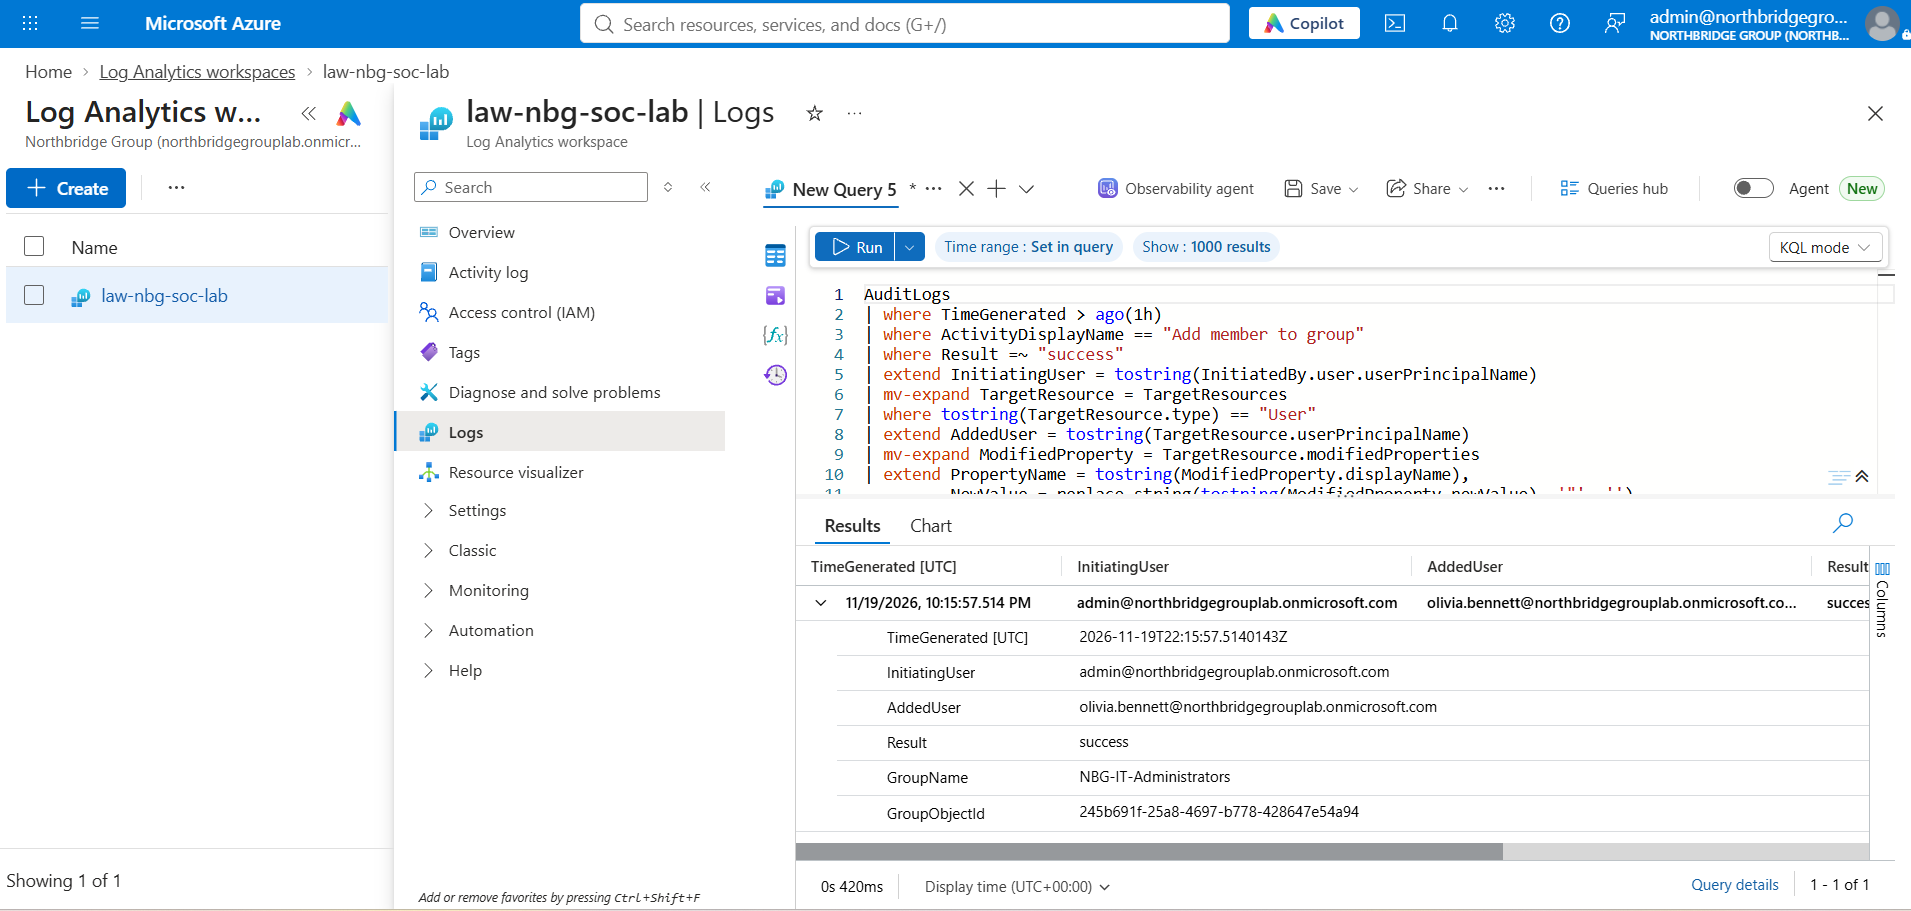 Microsoft Azure
Search resources, services, and docs (G+/)
Copilot
admin@northbridgegro...
NORTHBRIDGE GROUP (NORTHB...
Home > Log Analytics workspaces > law-nbg-soc-lab
Log Analytics w...
Northbridge Group (northbridgegrouplab.onmicr...
Create
...
Name
law-nbg-soc-lab
Showing 1 of 1
law-nbg-soc-lab | Logs
...
Log Analytics workspace
Search
Overview
Activity log
Access control (IAM)
Tags
Diagnose and solve problems
Logs
Resource visualizer
Settings
Classic
Monitoring
Automation
Help
Add or remove favorites by pressing Ctrl+Shift+F
New Query 5 * ...
Observability agent
Save
Share
...
Queries hub
Agent
New
Run
Time range : Set in query
Show : 1000 results
KQL mode
1 AuditLogs
2 | where TimeGenerated > ago(1h)
3 | where ActivityDisplayName == "Add member to group"
4 | where Result =~ "success"
5 | extend InitiatingUser = tostring(InitiatedBy.user.userPrincipalName)
6 | mv-expand TargetResource = TargetResources
7 | where tostring(TargetResource.type) == "User"
8 | extend AddedUser = tostring(TargetResource.userPrincipalName)
9 | mv-expand ModifiedProperty = TargetResource.modifiedProperties
10 | extend PropertyName = tostring(ModifiedProperty.displayName),
11 NewValue = replace_string(tostring(ModifiedProperty.newValue), '"', '')
Results
Chart
TimeGenerated [UTC] InitiatingUser AddedUser Result
11/19/2026, 10:15:57.514 PM admin@northbridgegrouplab.onmicrosoft.com olivia.bennett@northbridgegrouplab.onmicrosoft.co... succes
TimeGenerated [UTC] 2026-11-19T22:15:57.5140143Z
InitiatingUser admin@northbridgegrouplab.onmicrosoft.com
AddedUser olivia.bennett@northbridgegrouplab.onmicrosoft.com
Result success
GroupName NBG-IT-Administrators
GroupObjectId 245b691f-25a8-4697-b778-428647e54a94
Columns
0s 420ms
Display time (UTC+00:00)
Query details
1 - 1 of 1